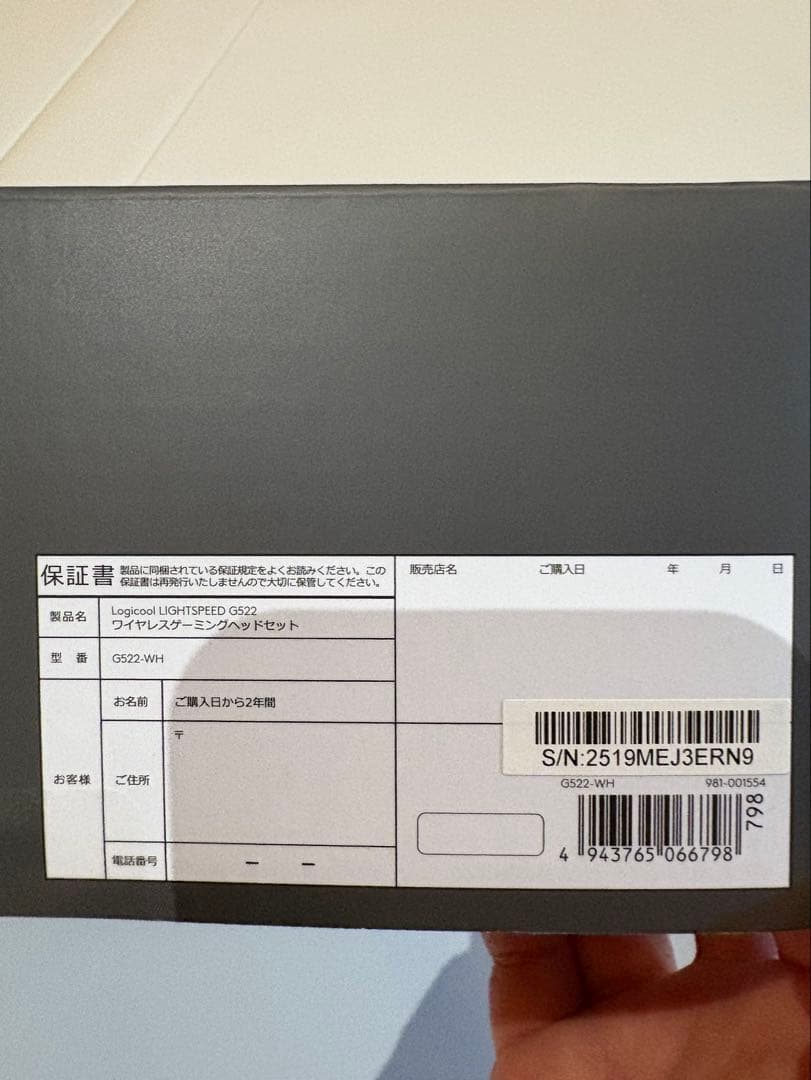 保証書
製品に同梱されている保証規定をよくお読みください。この
保証書は再発行いたしませんので大切に保管してください。
製品名
Logicool LIGHTSPEED G522
ワイヤレスゲーミングヘッドセット
型 番
G522-WH
お客様
お名前
ご購入日から2年間
ご住所
〒
電話番号
ー ー
販売店名
ご購入日 年 月 日
S/N:2519MEJ3ERN9
G522-WH 981-001554
798
4 943765 066798